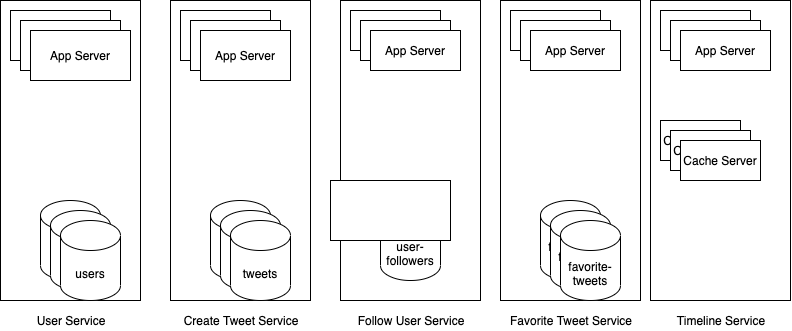 App Server
App Server
App Server
App Server
App Server
Cache Server
users
tweets
user-
followers
favorite-
tweets
User Service
Create Tweet Service
Follow User Service
Favorite Tweet Service
Timeline Service